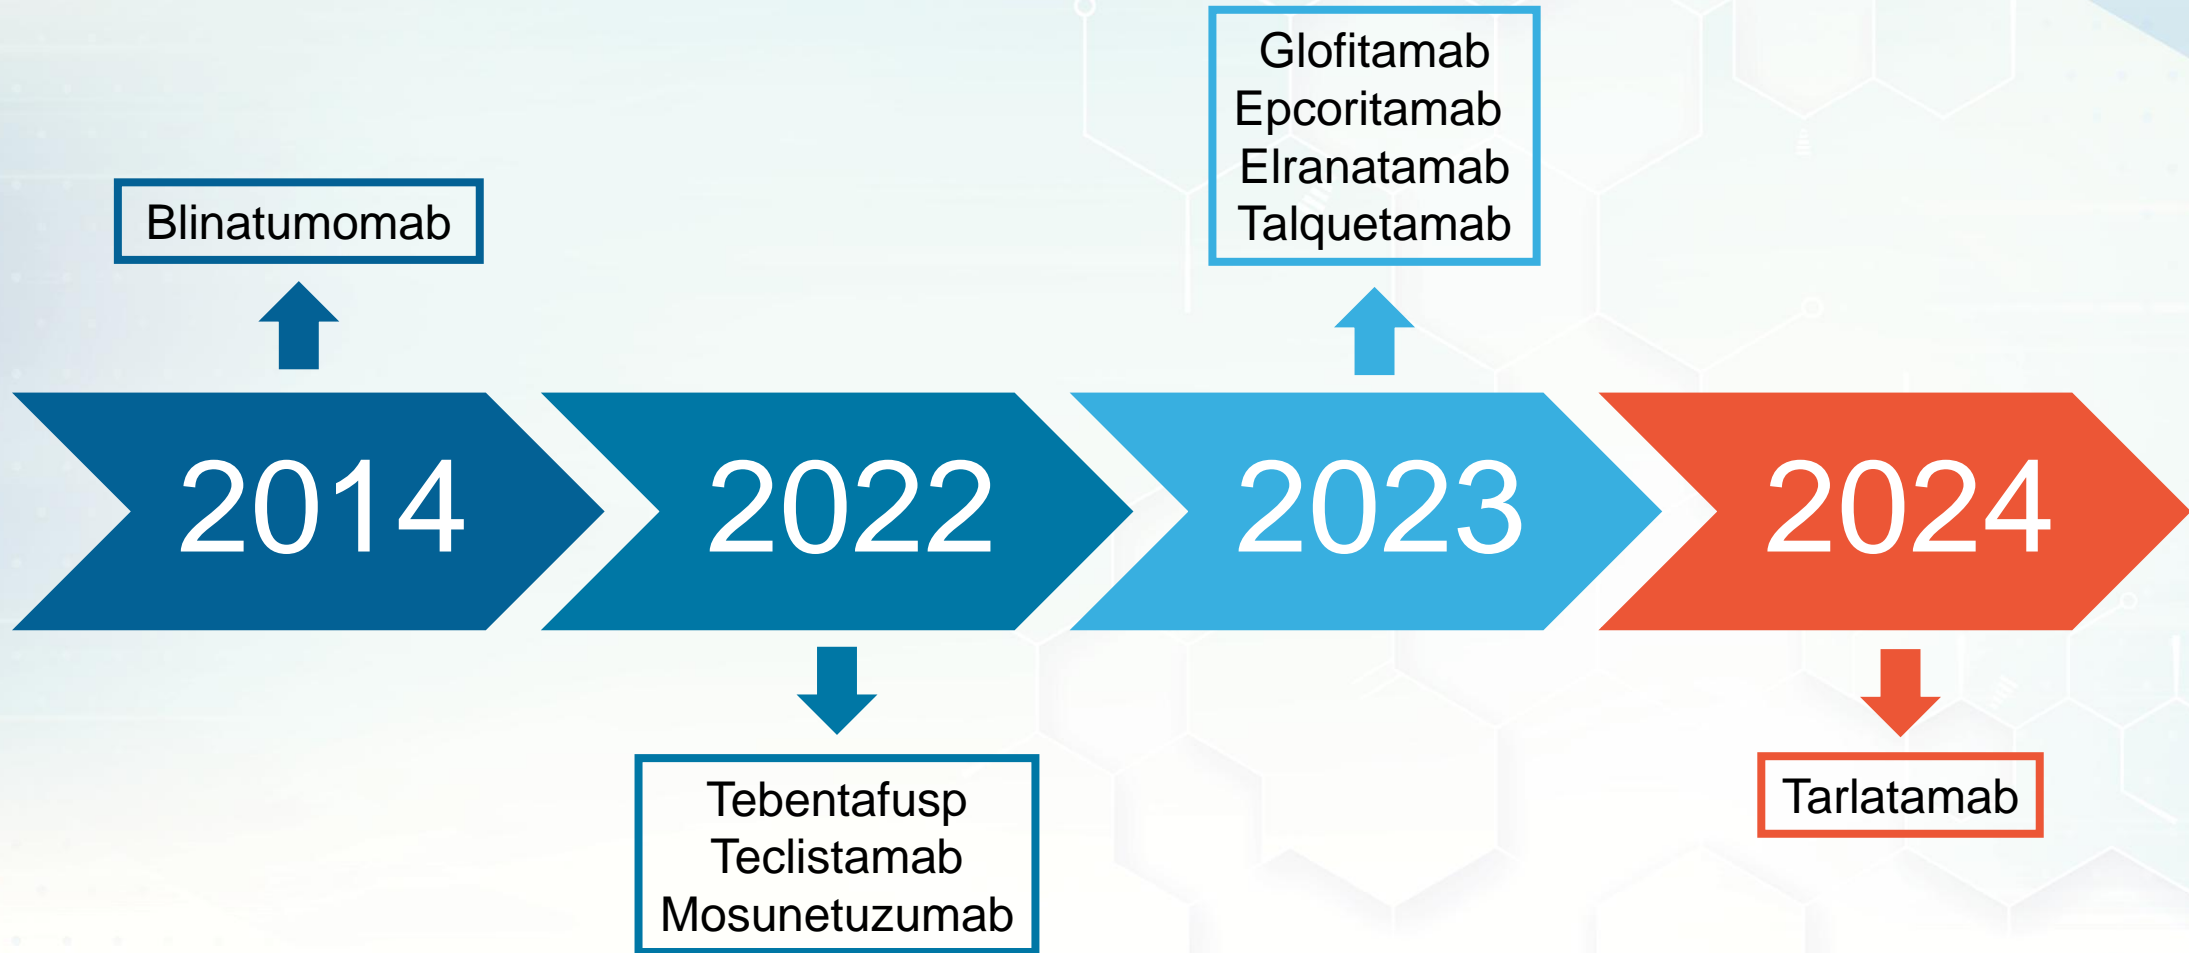 Glofitamab
Epcoritamab
Elranatamab
Talquetamab
Blinatumomab
2014
2022
2023
2024
Tebentafusp
Teclistamab
Mosunetuzumab
Tarlatamab